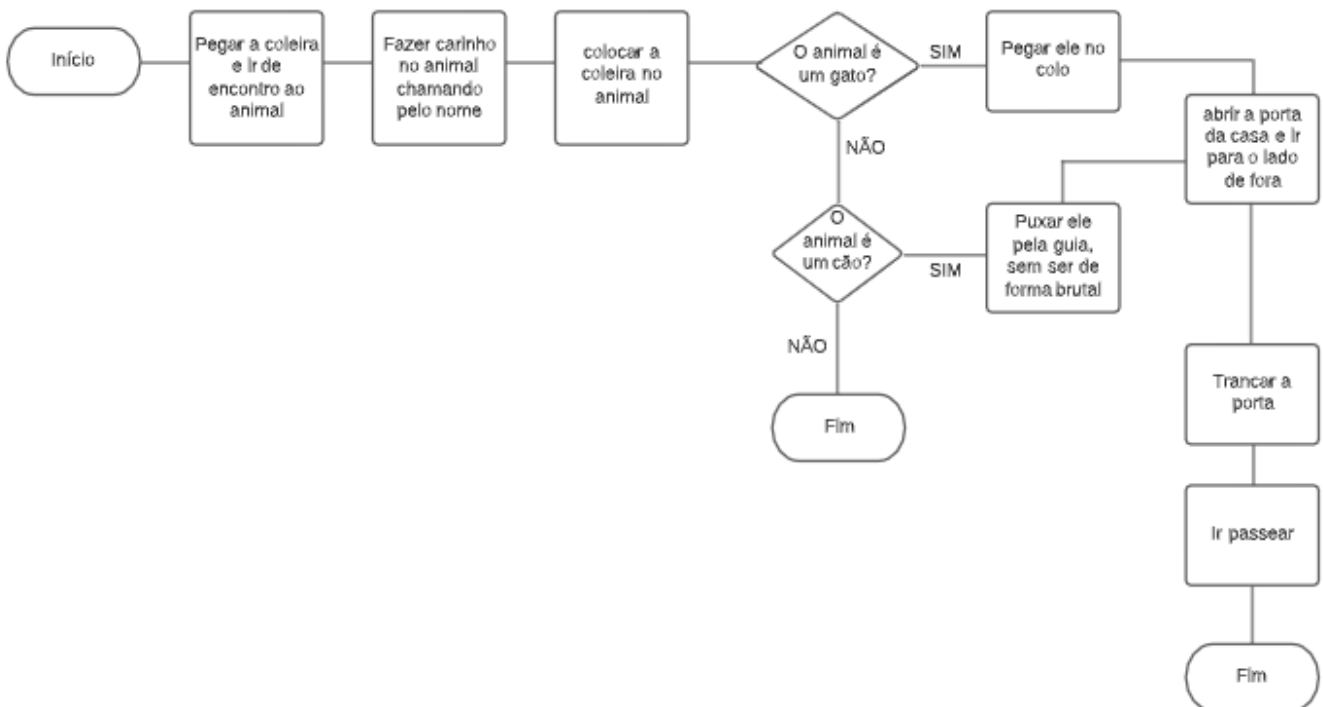 Início
Pegar a coleira
e ir de
encontro ao
animal
Fazer carinho
no animal
chamando
pelo nome
colocar a
coleira no
animal
O animal é
um gato?
SIM
Pegar ele no
colo
NÃO
abrir a porta
da casa e ir
para o lado
de fora
O
animal é
um cão?
SIM
Puxar ele
pela guia,
sem ser de
forma brutal
NÃO
Fim
Trancar a
porta
Ir passear
Fim